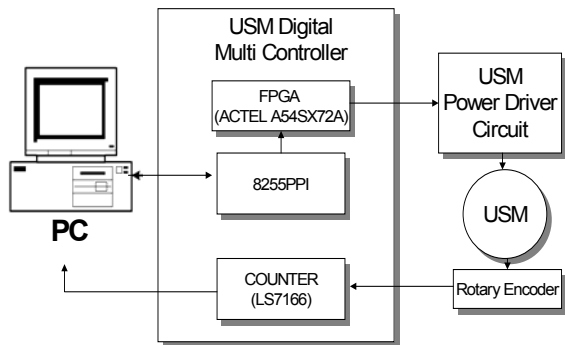 USM Digital
Multi Controller
FPGA
(ACTEL A54SX72A)
8255PPI
COUNTER
(LS7166)
PC
USM
Power Driver
Circuit
USM
Rotary Encoder